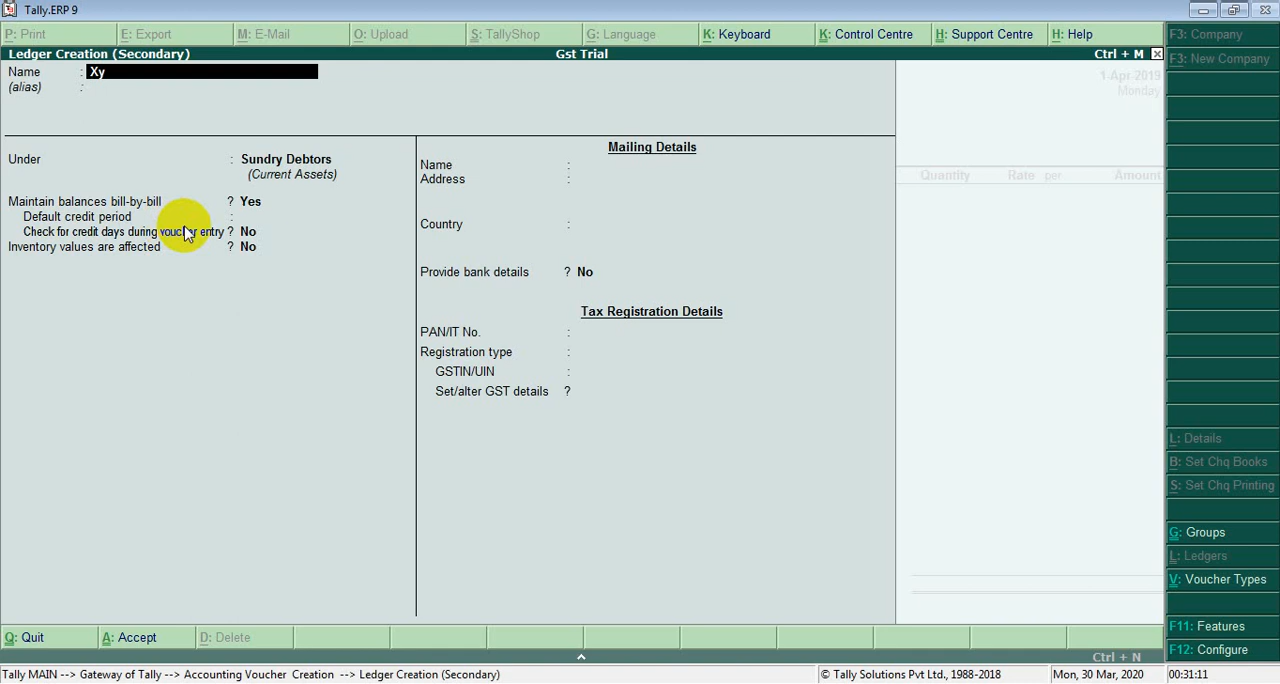 Tally.ERP 9
P: Print
E: Export
M: E-Mail
O: Upload
S: TallyShop
G: Language
K: Keyboard
K: Control Centre
H: Support Centre
H: Help
F3: Company
F3: New Company
Ledger Creation (Secondary)
Gst Trial
Ctrl + M
Name : Xy
(alias) :
1-Apr-2019
Monday
Under : Sundry Debtors
(Current Assets)
Maintain balances bill-by-bill ? Yes
Default credit period :
Check for credit days during voucher entry ? No
Inventory values are affected ? No
Mailing Details
Name :
Address :
Country :
Provide bank details ? No
Tax Registration Details
PAN/IT No. :
Registration type :
GSTIN/UIN :
Set/alter GST details ?
Quantity Rate per Amount
L: Details
B: Set Chq Books
S: Set Chq Printing
G: Groups
L: Ledgers
V: Voucher Types
F11: Features
F12: Configure
Q: Quit
A: Accept
D: Delete
Ctrl + N
Tally MAIN --> Gateway of Tally --> Accounting Voucher Creation --> Ledger Creation (Secondary)
© Tally Solutions Pvt Ltd., 1988-2018
Mon, 30 Mar, 2020
00:31:11